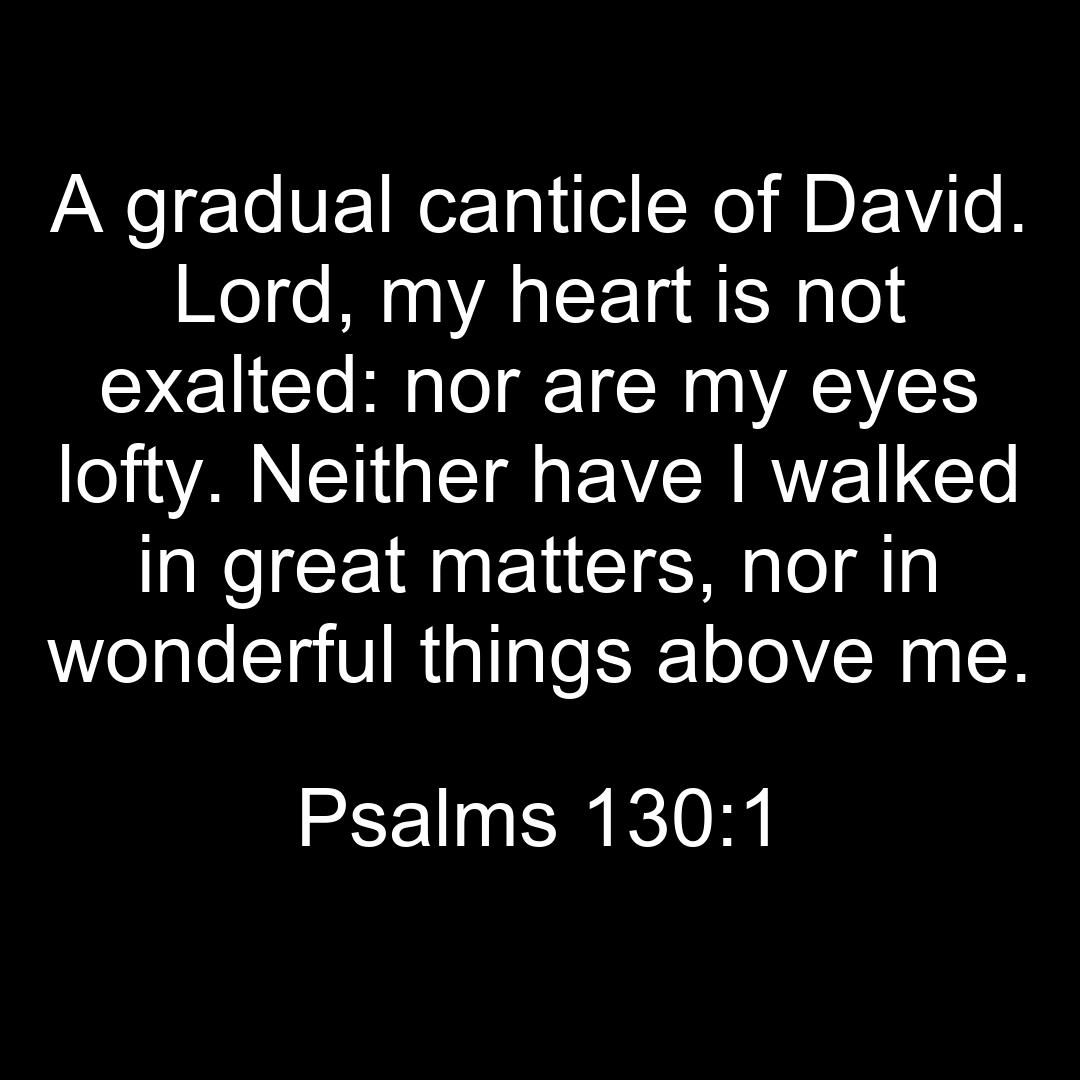 A gradual canticle of David.
Lord, my heart is not
exalted: nor are my eyes
lofty. Neither have I walked
in great matters, nor in
wonderful things above me.
Psalms 130:1